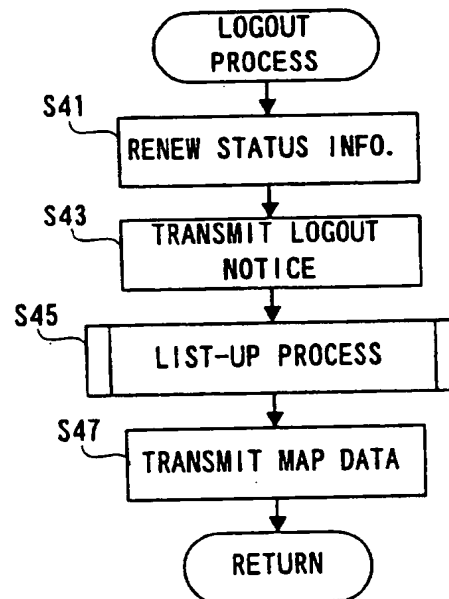 LOGOUT
PROCESS
S41
RENEW STATUS INFO.
S43
TRANSMIT LOGOUT
NOTICE
S45
LIST-UP PROCESS
S47
TRANSMIT MAP DATA
RETURN